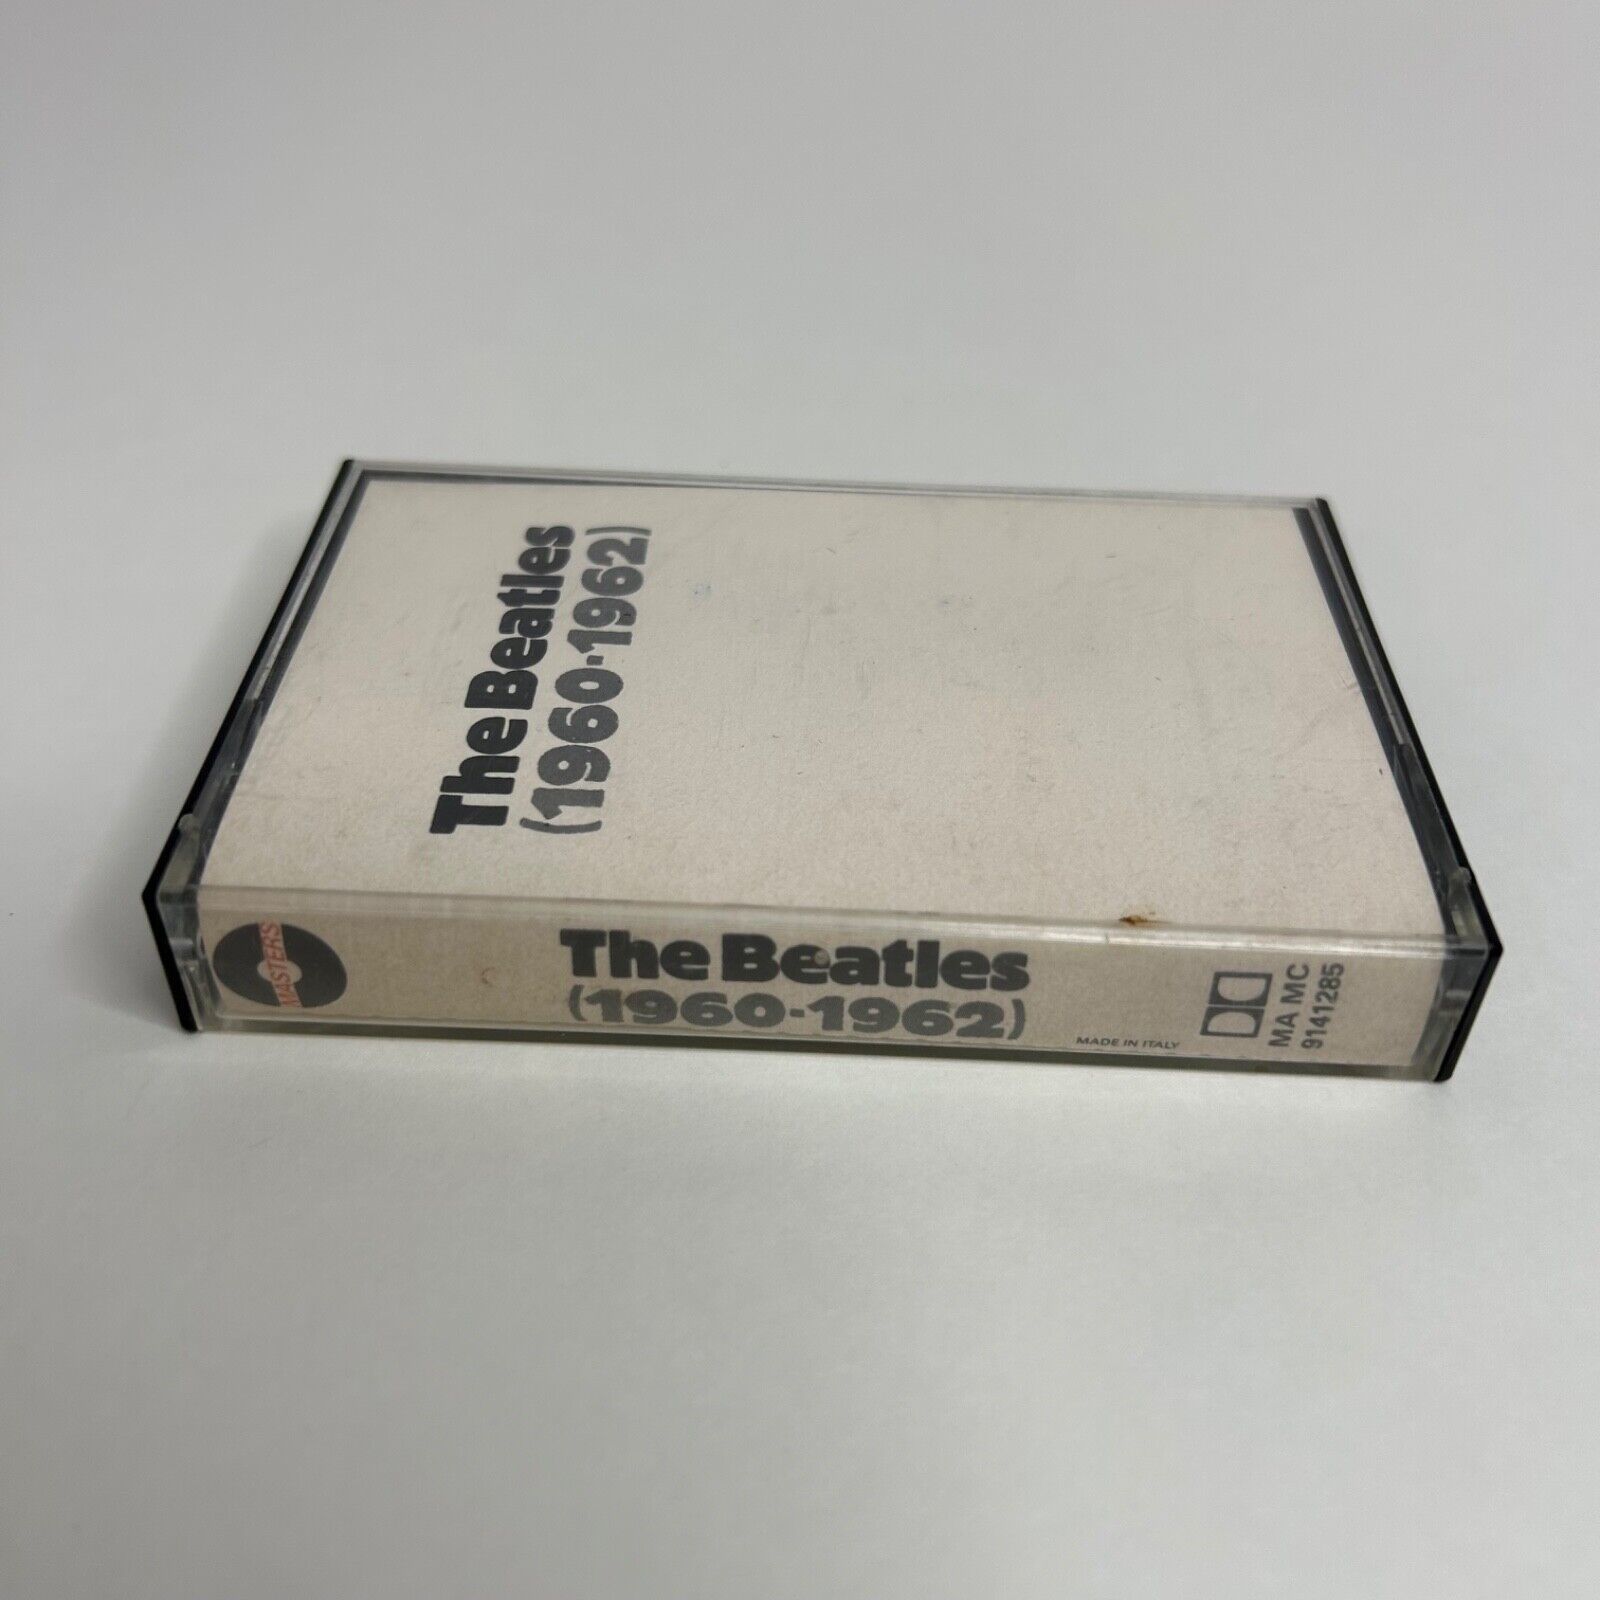 The Beatles
(1960-1962)
MASTERS
The Beatles
(1960-1962)
MADE IN ITALY
MA MC
9141285